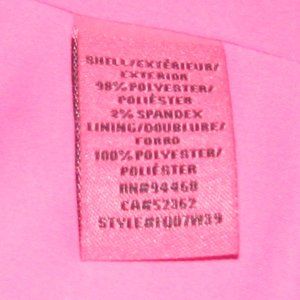 SHELL/EXTÉRIEUR/
EXTERIOR
98% POLYESTER/
POLIÉSTER
2% SPANDEX
LINING/DOUBLURE/
FORRO
100% POLYESTER/
POLIÉSTER
RN#94468
CA#52362
STYLE#1Q07W39